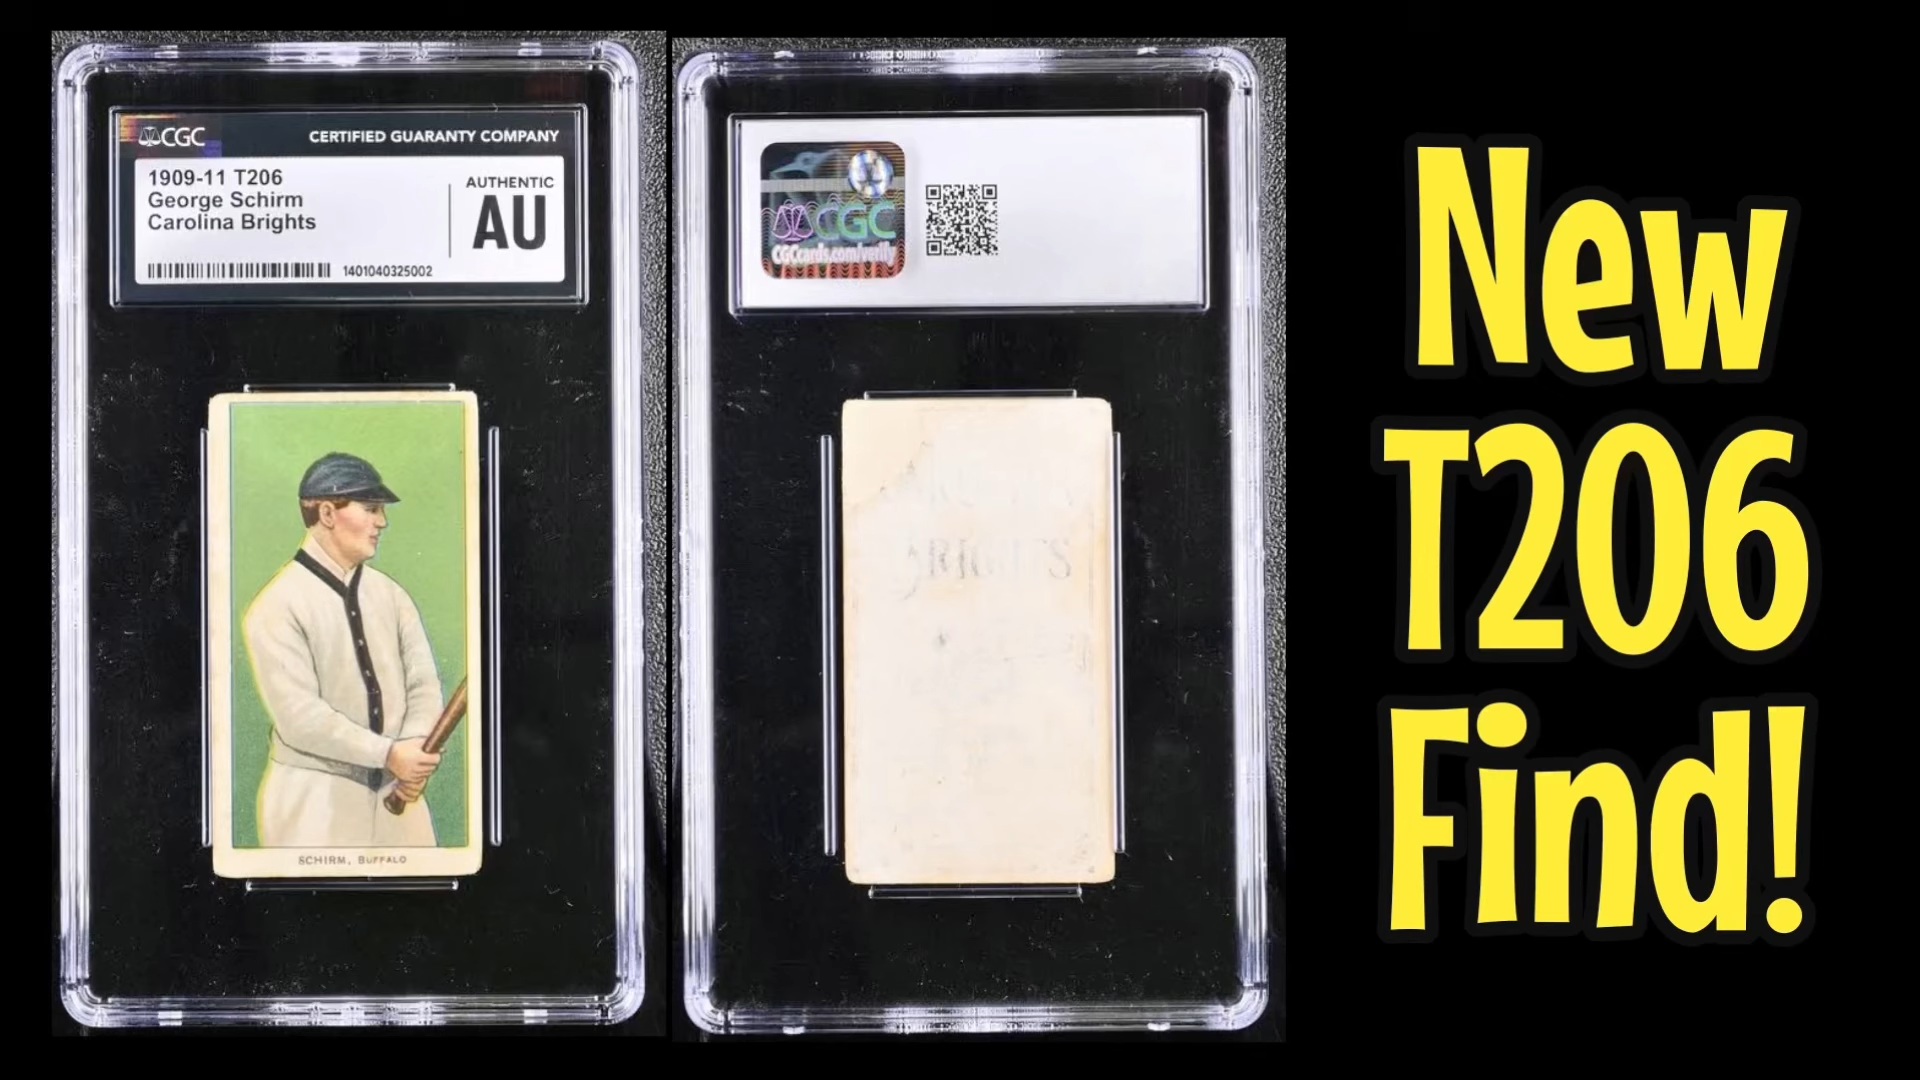 CGC
CERTIFIED GUARANTY COMPANY
1909-11 T206
George Schirm
Carolina Brights
AUTHENTIC
AU
1401040325002
SCHIRM, BUFFALO
CGC
CGCcards.com/verify
BRIGHTS
New
T206
Find!